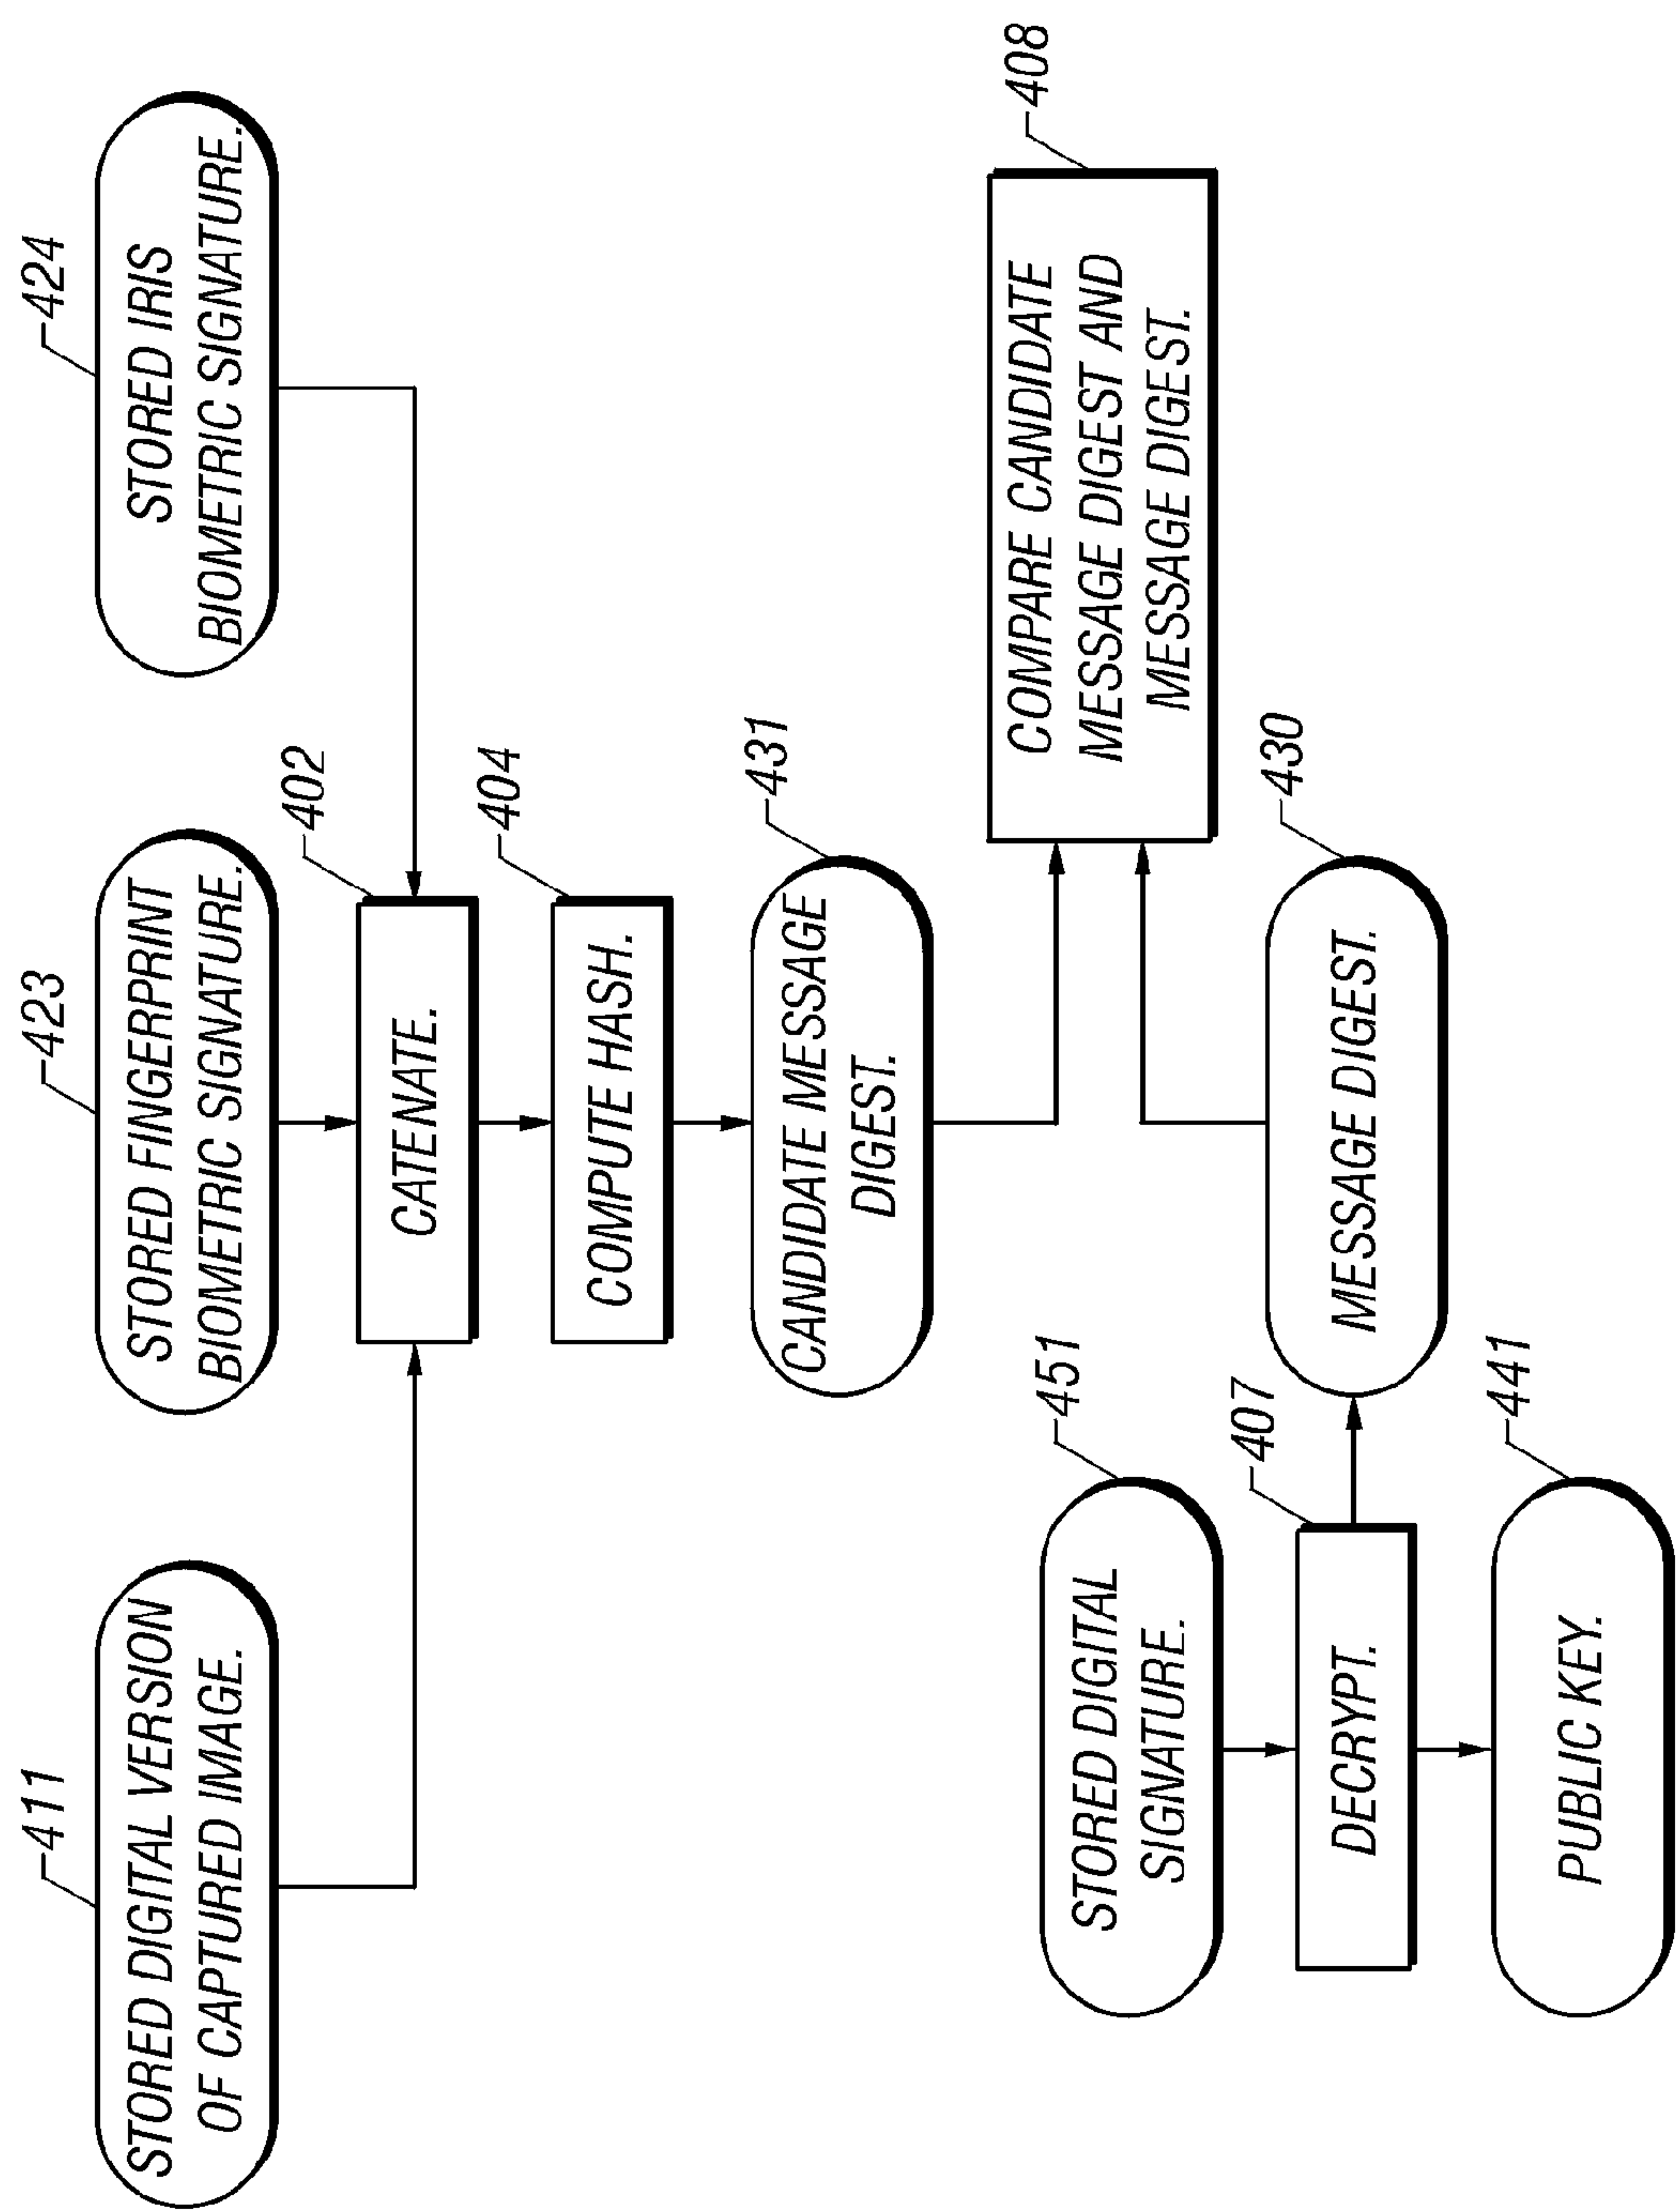 411
STORED DIGITAL VERSION
OF CAPTURED IMAGE.
423
STORED FINGERPRINT
BIOMETRIC SIGNATURE.
424
STORED IRIS
BIOMETRIC SIGNATURE.
402
CATENATE.
404
COMPUTE HASH.
431
CANDIDATE MESSAGE
DIGEST.
408
COMPARE CANDIDATE
MESSAGE DIGEST AND
MESSAGE DIGEST.
451
STORED DIGITAL
SIGNATURE.
407
DECRYPT.
430
MESSAGE DIGEST.
441
PUBLIC KEY.